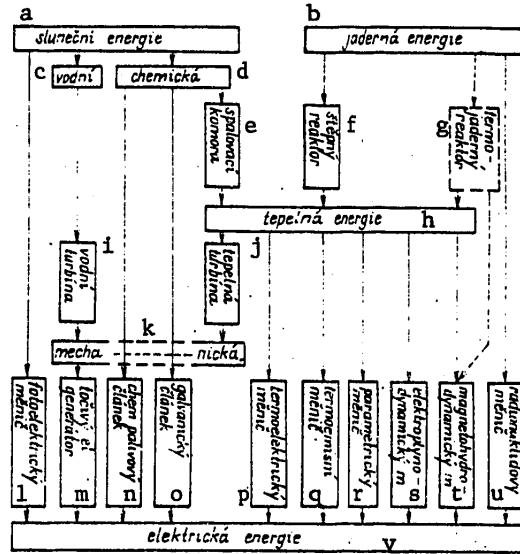 a
b
sluneční energie
jaderná energie
c
vodní
chemická
d
e
spalovací
komora
f
štěpný
reaktor
g
termo-
jaderný
reaktor
tepelná energie
h
i
vodní
turbína
j
tepelná
turbína
k
mecha
nická
fotoelektrický
měnič
točivý el
generátor
chem palivový
článek
galvanický
článek
termoelektrický
měnič
termoemisní
měnič
parametrický
měnič
elektroplyno-
dynamický m
magnetohydro-
dynamický m
radionuklidový
měnič
l
m
n
o
p
q
r
s
t
u
elektrická energie
v